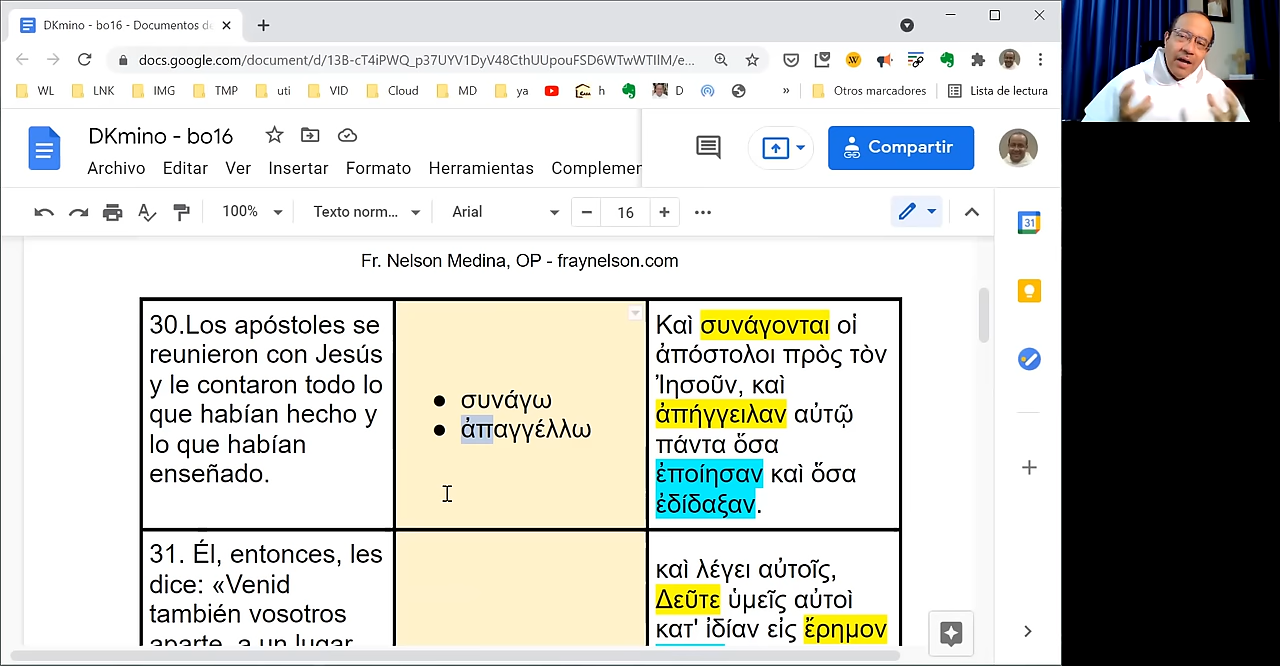 DKmino - bo16 - Documentos de
docs.google.com/document/d/13B-cT4iPWQ_p37UYV1DyV48CthUUpouFSD6WTwWTIlM/e...
WL LNK IMG TMP uti VID Cloud MD ya h D » Otros marcadores Lista de lectura
DKmino - bo16
Compartir
Archivo Editar Ver Insertar Formato Herramientas Complemen
100% Texto norm... Arial 16
31
Fr. Nelson Medina, OP - fraynelson.com
30.Los apóstoles se
reunieron con Jesús
y le contaron todo lo
que habían hecho y
lo que habían
enseñado.
● συνάγω
● ἀπαγγέλλω
Καὶ συνάγονται οἱ
ἀπόστολοι πρὸς τὸν
Ἰησοῦν, καὶ
ἀπήγγειλαν αὐτῷ
πάντα ὅσα
ἐποίησαν καὶ ὅσα
ἐδίδαξαν.
31. Él, entonces, les
dice: «Venid
también vosotros
aparte, a un lugar
καὶ λέγει αὐτοῖς,
Δεῦτε ὑμεῖς αὐτοὶ
κατ' ἰδίαν εἰς ἔρημον